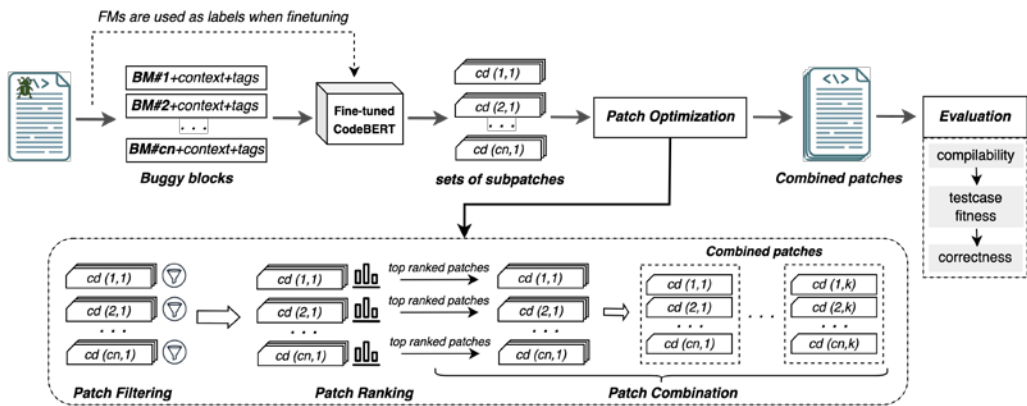 FMs are used as labels when finetuning
<\>
BM#1+context+tags
BM#2+context+tags
. . .
BM#cn+context+tags
Buggy blocks
Fine-tuned
CodeBERT
cd (1,1)
cd (2,1)
. . .
cd (cn,1)
sets of subpatches
Patch Optimization
<\>
Combined patches
Evaluation
compilability
testcase
fitness
correctness
cd (1,1)
cd (2,1)
. . .
cd (cn,1)
Patch Filtering
cd (1,1)
cd (2,1)
. . .
cd (cn,1)
Patch Ranking
top ranked patches
top ranked patches
top ranked patches
cd (1,1)
cd (2,1)
. . .
cd (cn,1)
Combined patches
cd (1,1)
cd (2,1)
. . .
cd (cn,1)
. . .
cd (1,k)
cd (2,k)
. . .
cd (cn,k)
Patch Combination